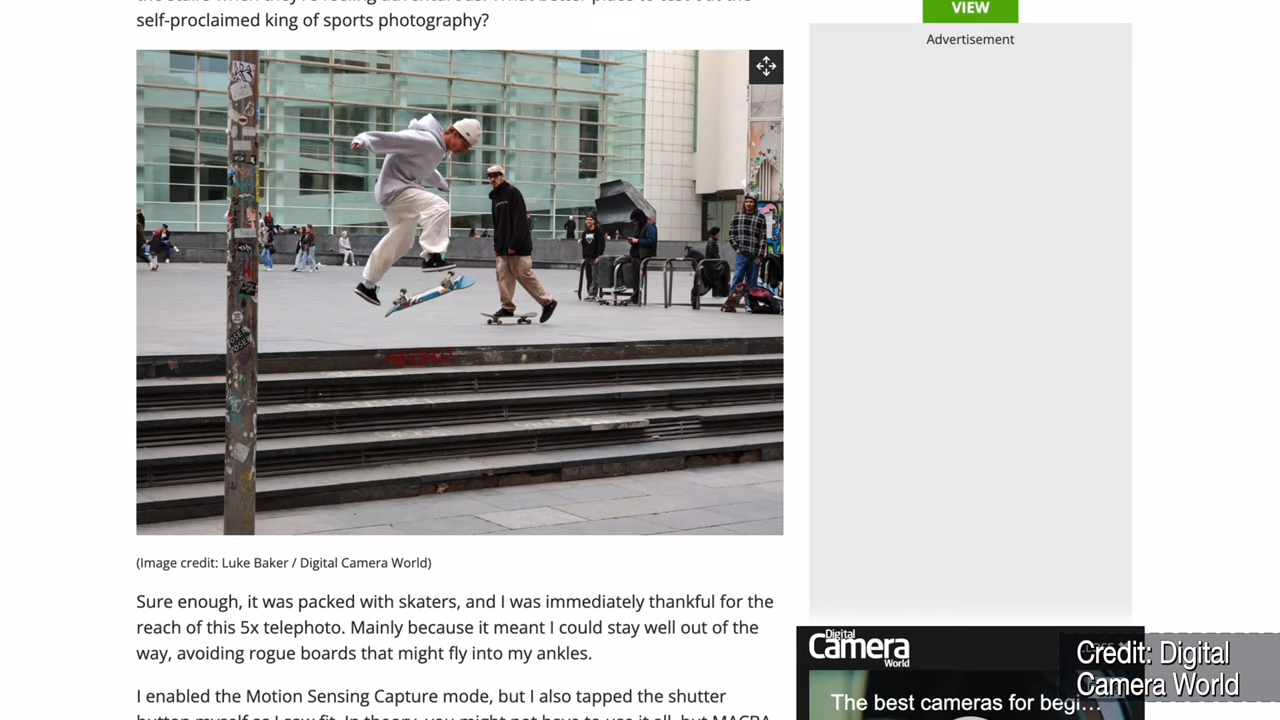 self-proclaimed king of sports photography?
VIEW
Advertisement
(Image credit: Luke Baker / Digital Camera World)
Sure enough, it was packed with skaters, and I was immediately thankful for the
reach of this 5x telephoto. Mainly because it meant I could stay well out of the
way, avoiding rogue boards that might fly into my ankles.
I enabled the Motion Sensing Capture mode, but I also tapped the shutter
Digital
Camera
World
The best cameras for begi...
Credit: Digital
Camera World